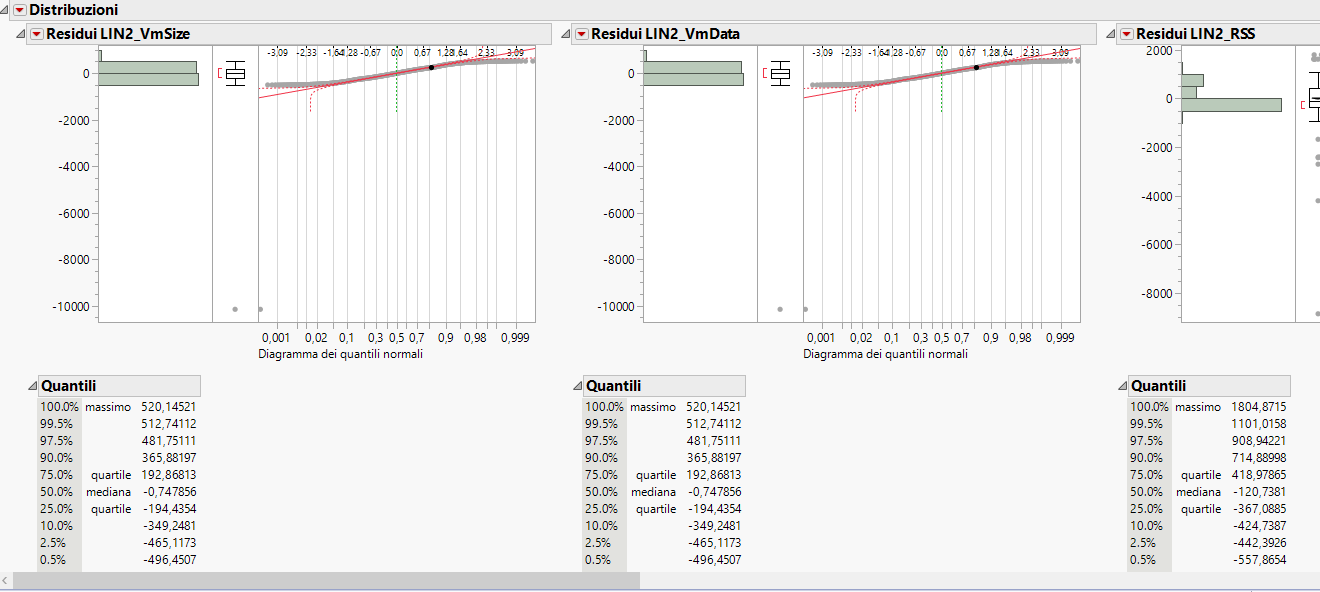 Distribuzioni
Residui LIN2_VmSize
0
-2000
-4000
-6000
-8000
-10000
-3,09 -2,33 -1,64 -1,28 -0,67 0,0 0,67 1,28 1,64 2,33 3,09
0,001 0,02 0,1 0,3 0,5 0,7 0,9 0,98 0,999
Diagramma dei quantili normali
Quantili
100.0% massimo 520,14521
99.5% 512,74112
97.5% 481,75111
90.0% 365,88197
75.0% quartile 192,86813
50.0% mediana -0,747856
25.0% quartile -194,4354
10.0% -349,2481
2.5% -465,1173
0.5% -496,4507
Residui LIN2_VmData
0
-2000
-4000
-6000
-8000
-10000
-3,09 -2,33 -1,64 -1,28 -0,67 0,0 0,67 1,28 1,64 2,33 3,09
0,001 0,02 0,1 0,3 0,5 0,7 0,9 0,98 0,999
Diagramma dei quantili normali
Quantili
100.0% massimo 520,14521
99.5% 512,74112
97.5% 481,75111
90.0% 365,88197
75.0% quartile 192,86813
50.0% mediana -0,747856
25.0% quartile -194,4354
10.0% -349,2481
2.5% -465,1173
0.5% -496,4507
Residui LIN2_RSS
2000
0
-2000
-4000
-6000
-8000
Quantili
100.0% massimo 1804,8715
99.5% 1101,0158
97.5% 908,94221
90.0% 714,88998
75.0% quartile 418,97865
50.0% mediana -120,7381
25.0% quartile -367,0885
10.0% -424,7387
2.5% -442,3926
0.5% -557,8654